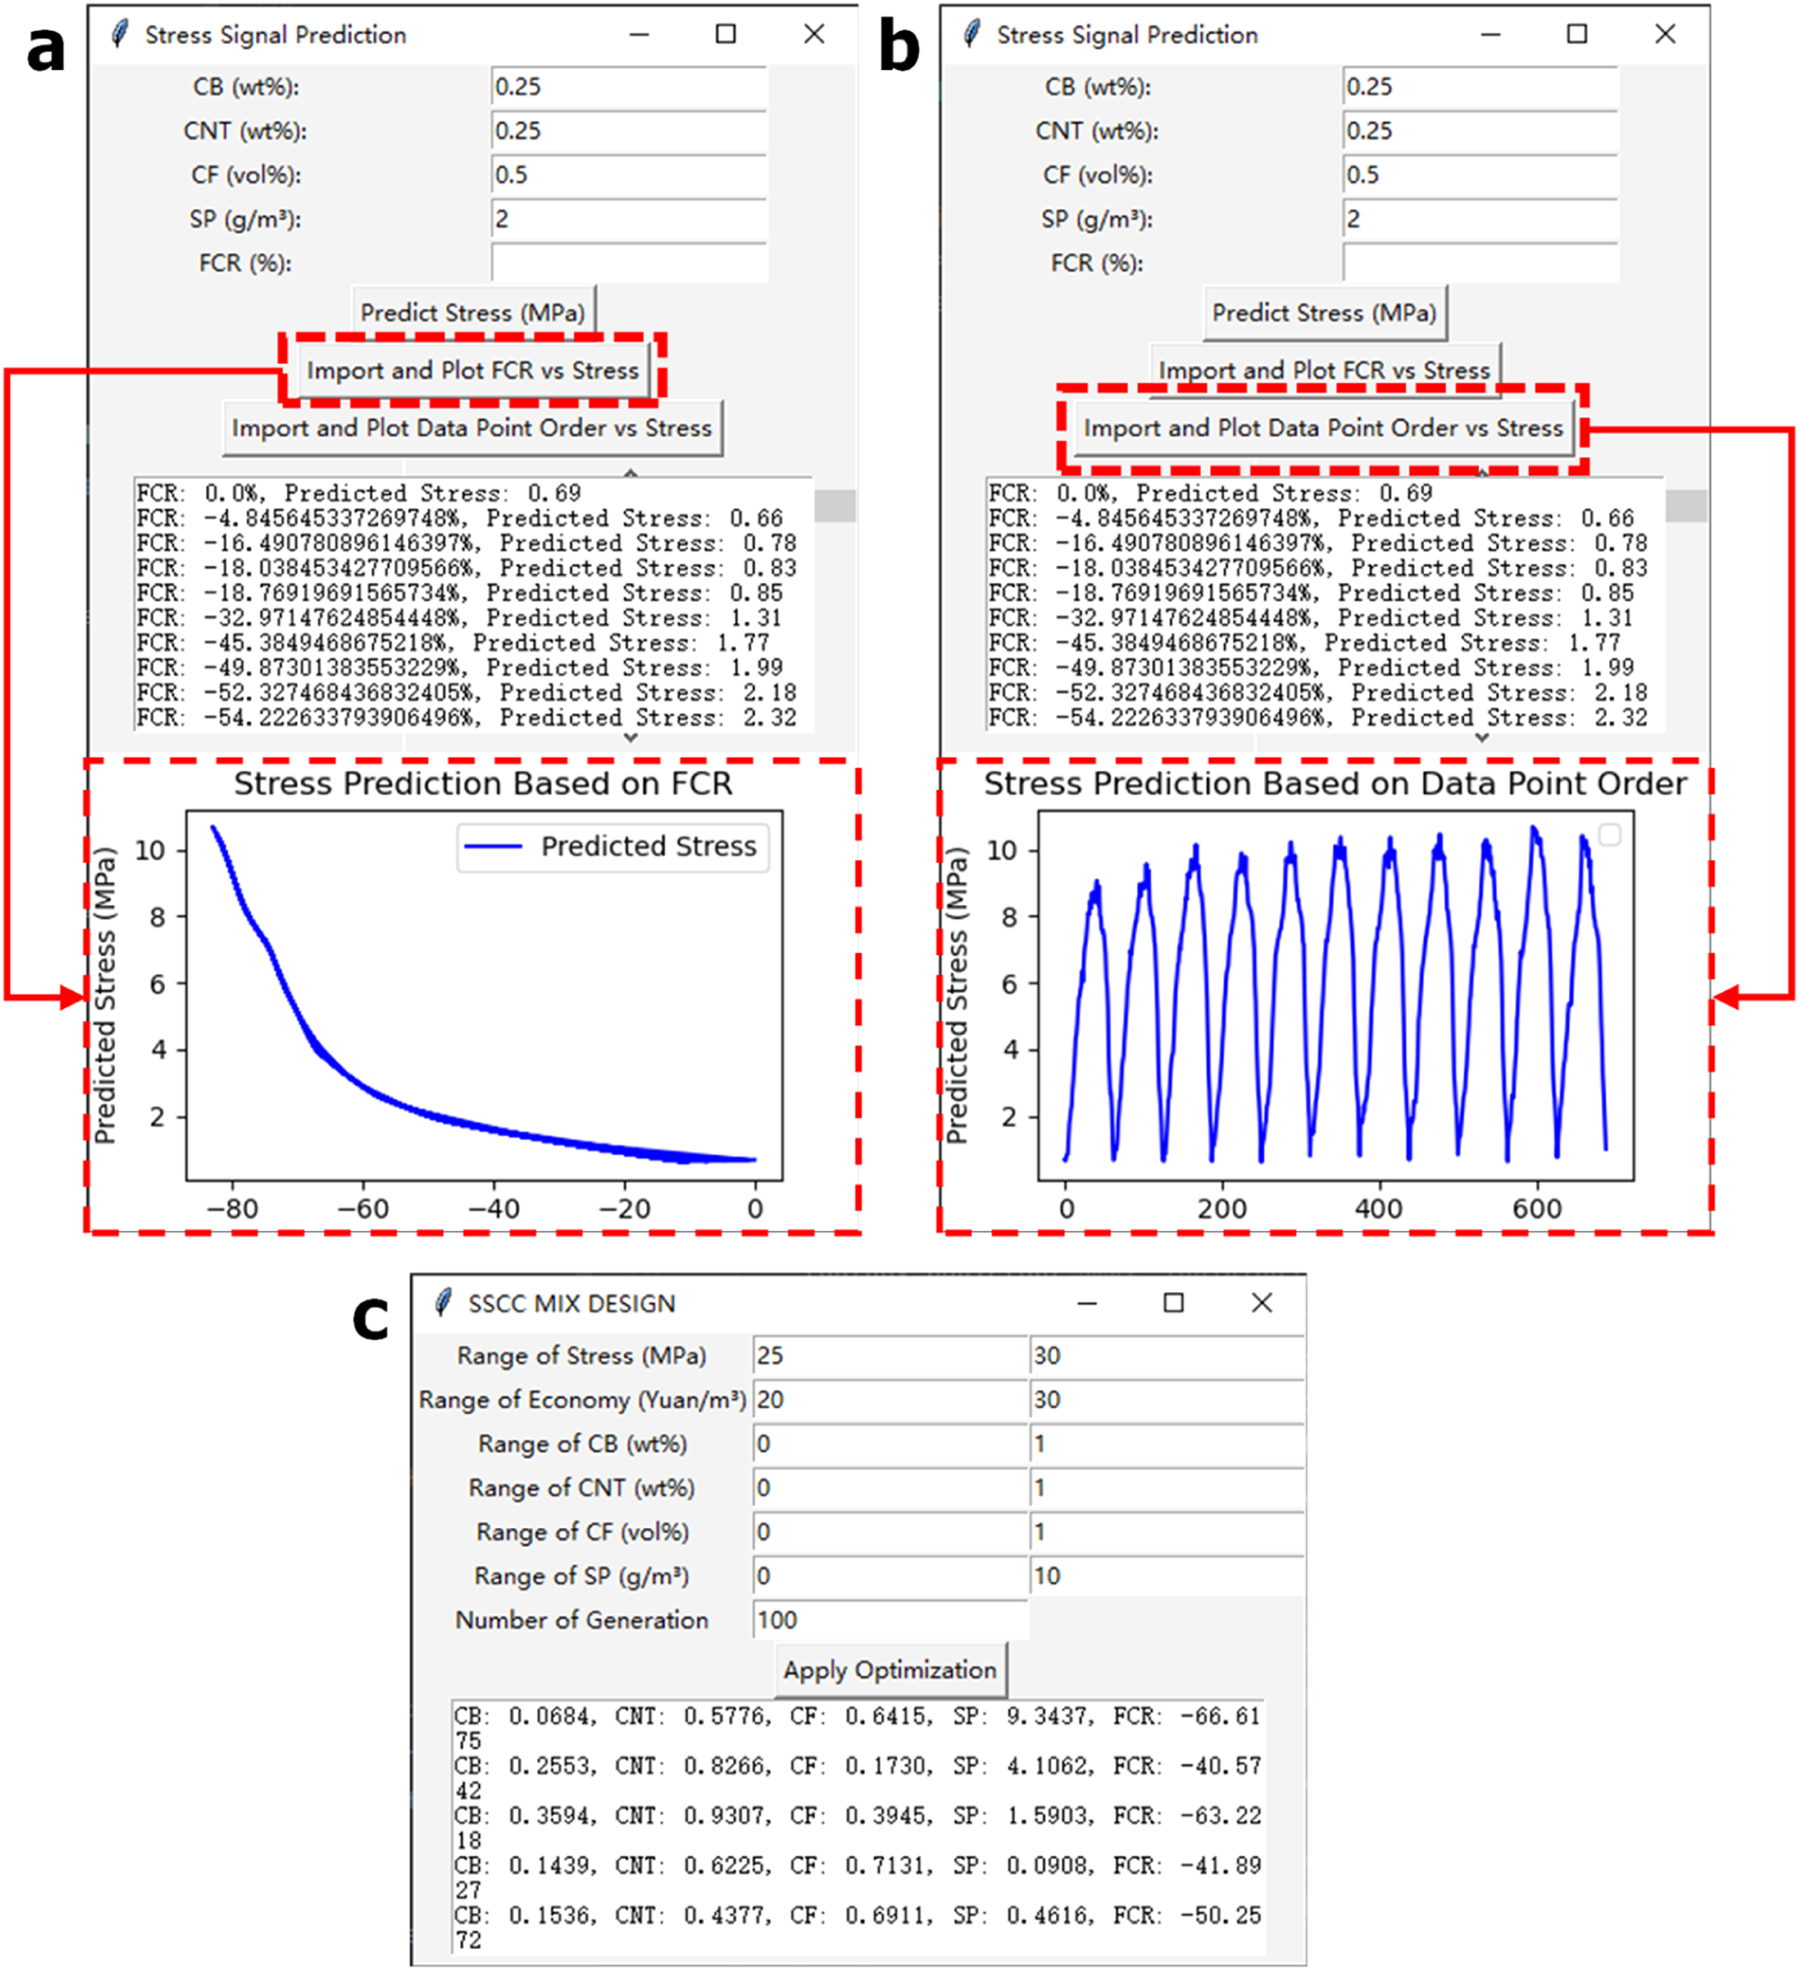 a
Stress Signal Prediction
CB (wt%): 0.25
CNT (wt%): 0.25
CF (vol%): 0.5
SP (g/m³): 2
FCR (%):
Predict Stress (MPa)
Import and Plot FCR vs Stress
Import and Plot Data Point Order vs Stress
FCR: 0.0%, Predicted Stress: 0.69
FCR: -4.845645337269748%, Predicted Stress: 0.66
FCR: -16.490780896146397%, Predicted Stress: 0.78
FCR: -18.038453427709566%, Predicted Stress: 0.83
FCR: -18.76919691565734%, Predicted Stress: 0.85
FCR: -32.97147624854448%, Predicted Stress: 1.31
FCR: -45.3849468675218%, Predicted Stress: 1.77
FCR: -49.87301383553229%, Predicted Stress: 1.99
FCR: -52.327468436832405%, Predicted Stress: 2.18
FCR: -54.222633793906496%, Predicted Stress: 2.32
Stress Prediction Based on FCR
Predicted Stress
Predicted Stress (MPa)
10
8
6
4
2
−80 −60 −40 −20 0
b
Stress Signal Prediction
CB (wt%): 0.25
CNT (wt%): 0.25
CF (vol%): 0.5
SP (g/m³): 2
FCR (%):
Predict Stress (MPa)
Import and Plot FCR vs Stress
Import and Plot Data Point Order vs Stress
FCR: 0.0%, Predicted Stress: 0.69
FCR: -4.845645337269748%, Predicted Stress: 0.66
FCR: -16.490780896146397%, Predicted Stress: 0.78
FCR: -18.038453427709566%, Predicted Stress: 0.83
FCR: -18.76919691565734%, Predicted Stress: 0.85
FCR: -32.97147624854448%, Predicted Stress: 1.31
FCR: -45.3849468675218%, Predicted Stress: 1.77
FCR: -49.87301383553229%, Predicted Stress: 1.99
FCR: -52.327468436832405%, Predicted Stress: 2.18
FCR: -54.222633793906496%, Predicted Stress: 2.32
Stress Prediction Based on Data Point Order
Predicted Stress (MPa)
10
8
6
4
2
0 200 400 600
c
SSCC MIX DESIGN
Range of Stress (MPa) 25 30
Range of Economy (Yuan/m³) 20 30
Range of CB (wt%) 0 1
Range of CNT (wt%) 0 1
Range of CF (vol%) 0 1
Range of SP (g/m³) 0 10
Number of Generation 100
Apply Optimization
CB: 0.0684, CNT: 0.5776, CF: 0.6415, SP: 9.3437, FCR: -66.61
75
CB: 0.2553, CNT: 0.8266, CF: 0.1730, SP: 4.1062, FCR: -40.57
42
CB: 0.3594, CNT: 0.9307, CF: 0.3945, SP: 1.5903, FCR: -63.22
18
CB: 0.1439, CNT: 0.6225, CF: 0.7131, SP: 0.0908, FCR: -41.89
27
CB: 0.1536, CNT: 0.4377, CF: 0.6911, SP: 0.4616, FCR: -50.25
72